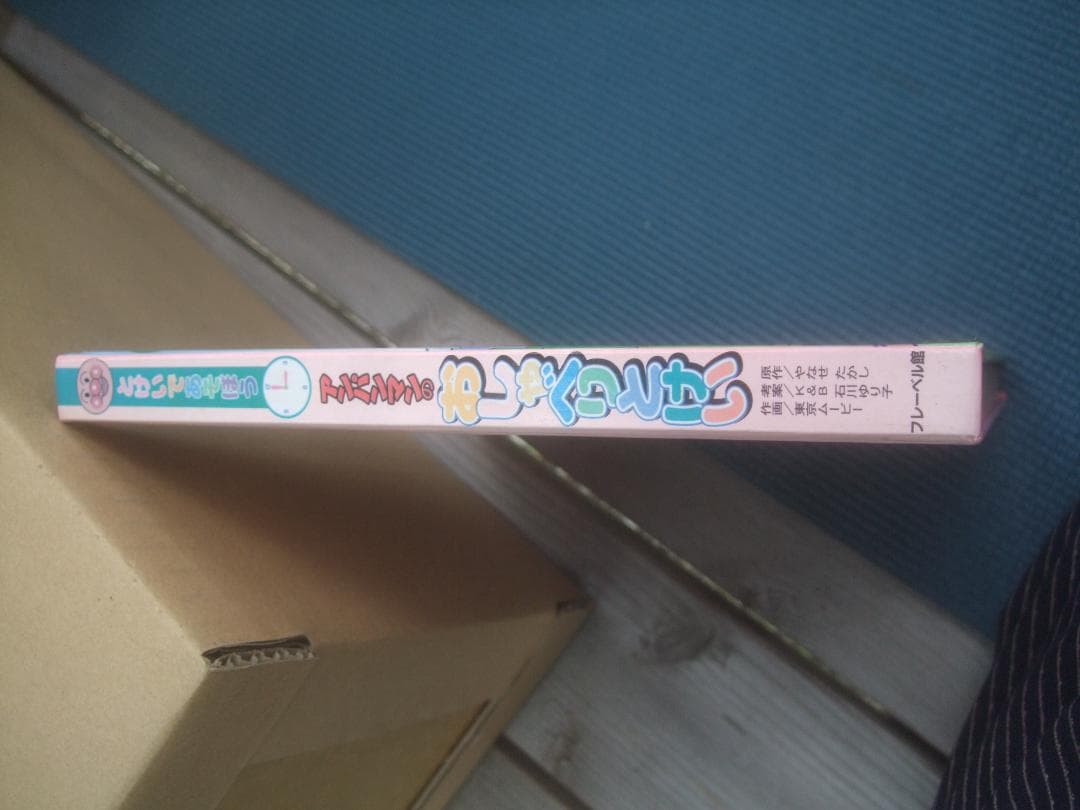 とけいであそぼう
アンパンマンの
おしゃべりとけい
原作／やなせ たかし
考案／K&B 石川ゆり子
作画／東京ムービー
フレーベル館